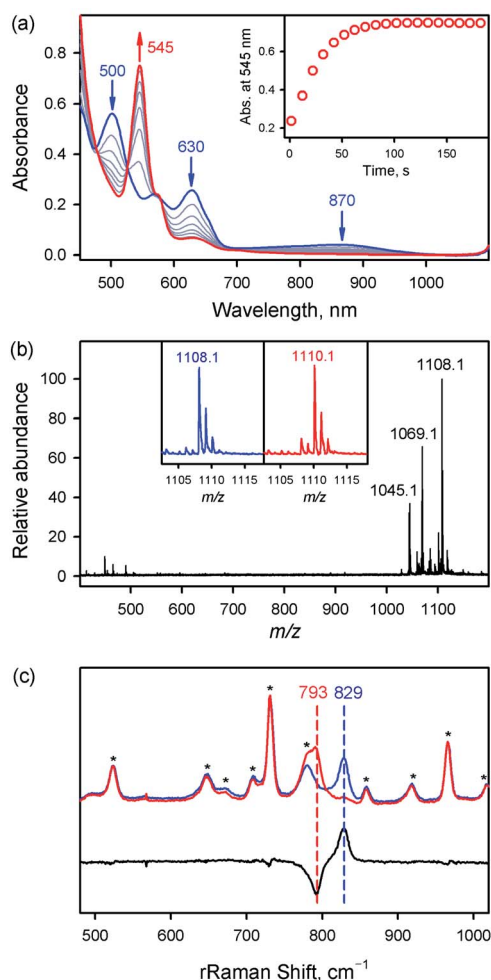 (a)
Absorbance
0.8
0.6
0.4
0.2
0.0
500
545
630
870
Abs. at 545 nm
0.6
0.4
0.2
0 50 100 150
Time, s
500 600 700 800 900 1000
Wavelength, nm
(b)
Relative abundance
100
80
60
40
20
0
1108.1
1105 1111 1117
m/z
1110.1
1105 1111 1117
m/z
1108.1
1069.1
1045.1
400 500 600 700 800 900 1000 1100
m/z
(c)
793 829
* * * * * * * * * *
500 600 700 800 900 1000
rRaman Shift, cm⁻¹